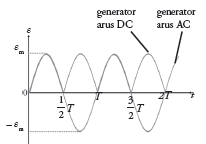 generator
arus DC
generator
arus AC
ε
εm
0
1/2 T
T
3/2 T
2T
t
−εm